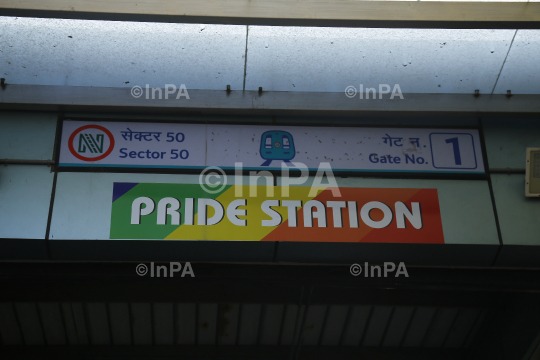 ©InPA ©InPA
सेक्टर 50 गेट न.
Sector 50 Gate No. 1
©InPA
PRIDE STATION
©InPA ©InPA